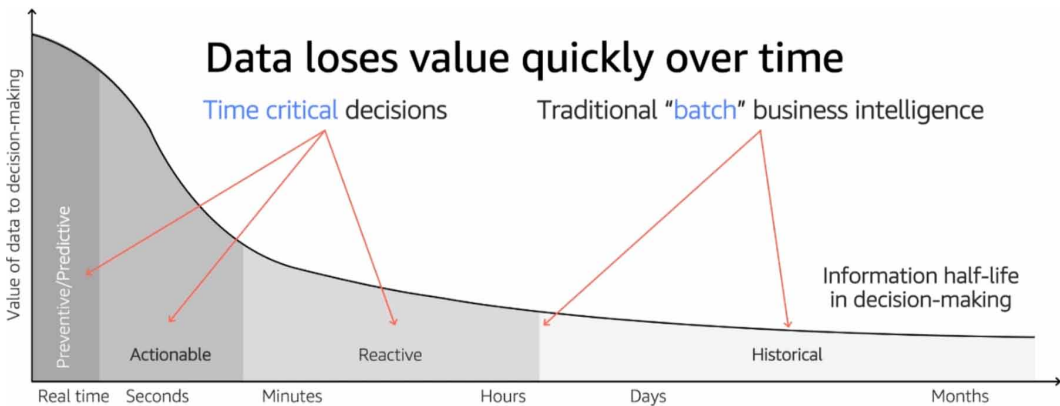 Data loses value quickly over time
Time critical decisions
Traditional “batch” business intelligence
Value of data to decision-making
Preventive/Predictive
Information half-life
in decision-making
Actionable
Reactive
Historical
Real time
Seconds
Minutes
Hours
Days
Months